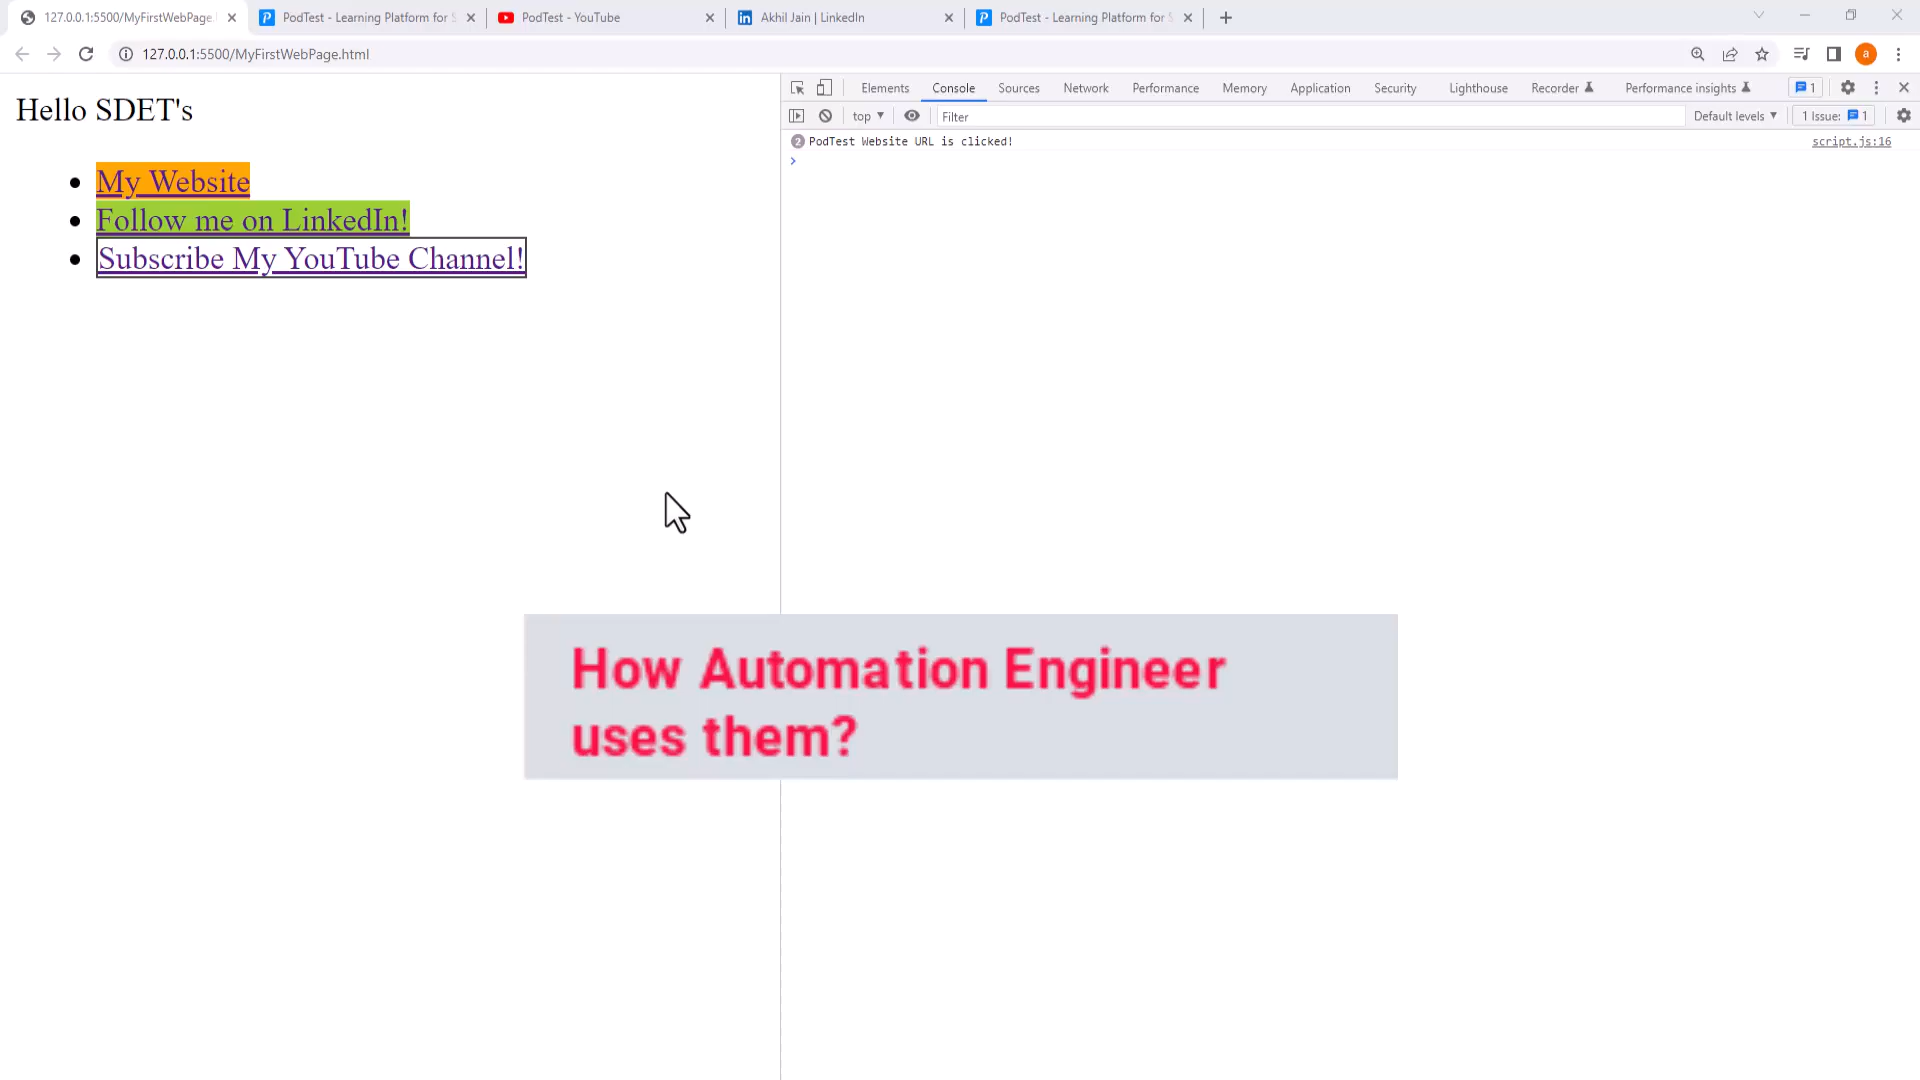 127.0.0.1:5500/MyFirstWebPage.
PodTest - Learning Platform for S
PodTest - YouTube
Akhil Jain | LinkedIn
PodTest - Learning Platform for S
127.0.0.1:5500/MyFirstWebPage.html
a
Elements Console Sources Network Performance Memory Application Security Lighthouse Recorder Performance insights 1
top Filter Default levels 1 Issue: 1
2 PodTest Website URL is clicked! script.js:16
Hello SDET's
My Website
Follow me on LinkedIn!
Subscribe My YouTube Channel!
How Automation Engineer
uses them?